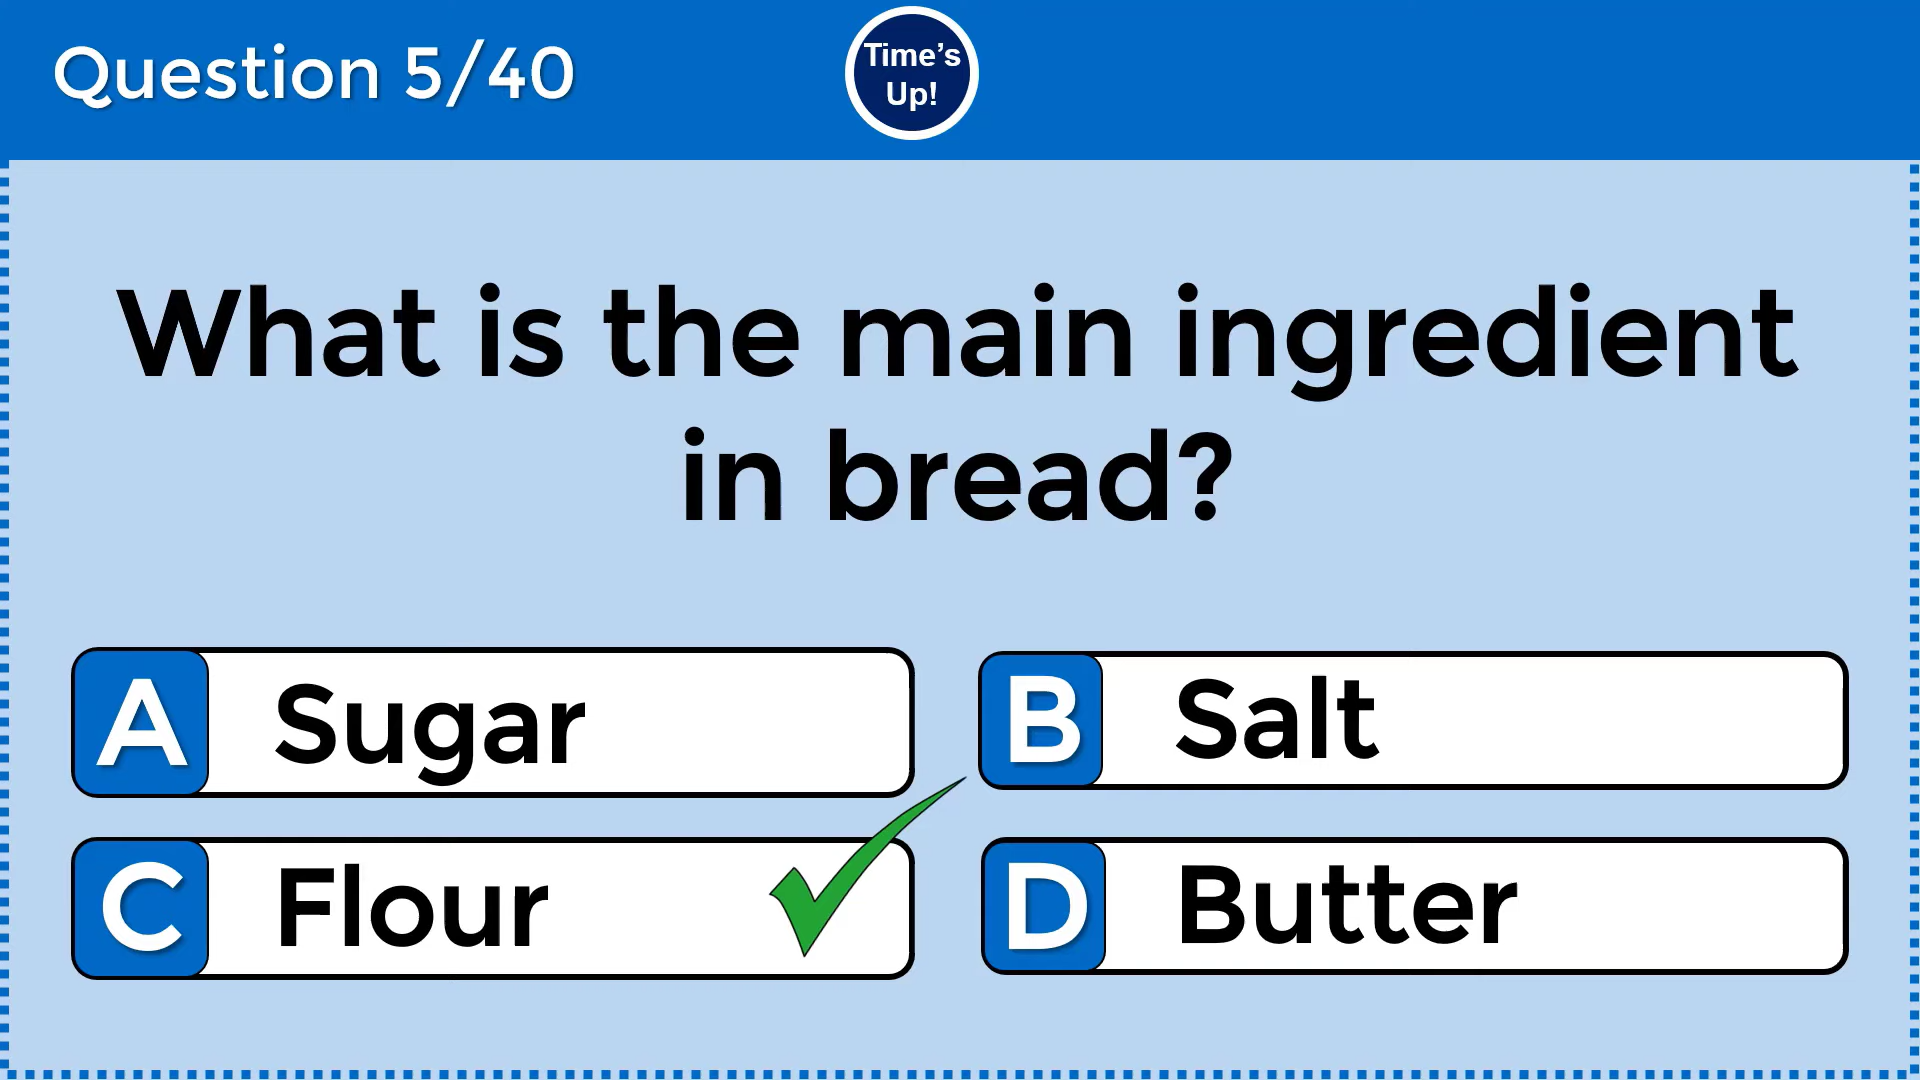 Question 5/40
Time's
Up!
What is the main ingredient
in bread?
A Sugar
B Salt
C Flour
D Butter